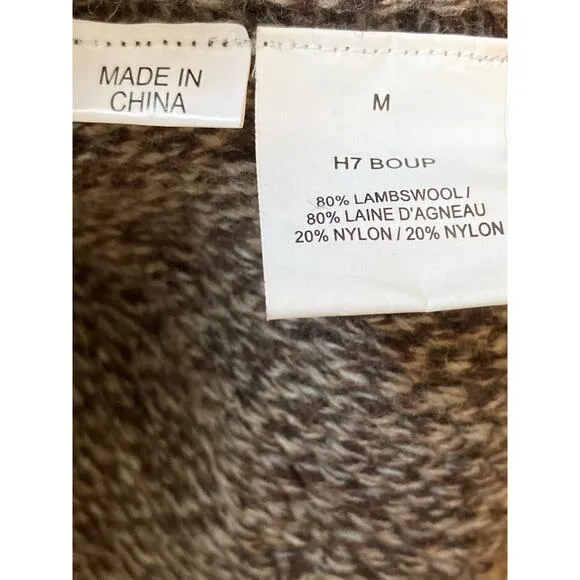 MADE IN
CHINA
M
H7 BOUP
80% LAMBSWOOL/
80% LAINE D'AGNEAU
20% NYLON / 20% NYLON